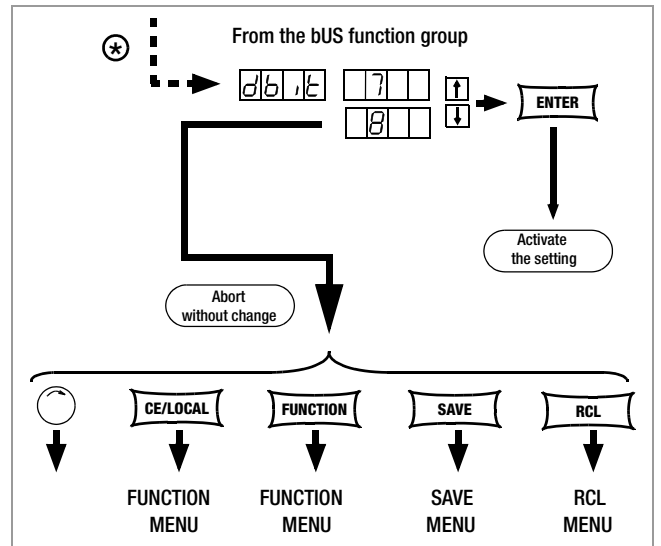 From the bUS function group
dbit 7
8
ENTER
Activate
the setting
Abort
without change
CE/LOCAL FUNCTION SAVE RCL
FUNCTION FUNCTION SAVE RCL
MENU MENU MENU MENU